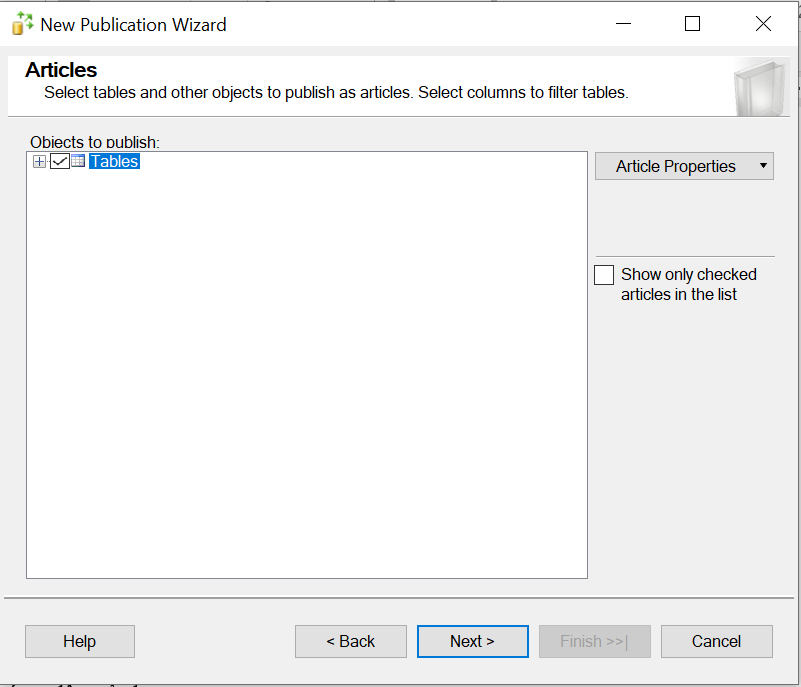 New Publication Wizard
Articles
Select tables and other objects to publish as articles. Select columns to filter tables.
Objects to publish:
Tables
Article Properties
Show only checked
articles in the list
Help
< Back
Next >
Finish >>|
Cancel